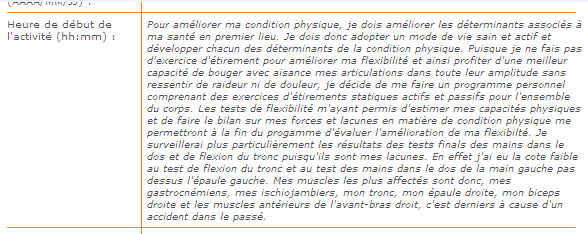 (AAAA/MM/JJ) :
Heure de début de
l'activité (hh:mm) :
Pour améliorer ma condition physique, je dois améliorer les déterminants associés à
ma santé en premier lieu. Je dois donc adopter un mode de vie sain et actif et
développer chacun des déterminants de la condition physique. Puisque je ne fais pas
d'exercice d'étirement pour améliorer ma flexibilité et ainsi profiter d'une meilleur
capacité de bouger avec aisance mes articulations dans toute leur amplitude sans
ressentir de raideur ni de douleur, je décide de me faire un programme personnel
comprenant des exercices d'étirements statiques actifs et passifs pour l'ensemble
du corps. Les tests de flexibilité m'ayant permis d'estimer mes capacités physiques
et de faire le bilan sur mes forces et lacunes en matière de condition physique me
permettront à la fin du progamme d'évaluer l'amélioration de ma flexibilté. Je
surveillerai plus particulièrement les résultats des tests finals des mains dans le
dos et de flexion du tronc puisqu'ils sont mes lacunes. En effet j'ai eu la cote faible
au test de flexion du tronc et au test des mains dans le dos de la main gauche pas
dessus l'épaule gauche. Mes muscles les plus affectés sont donc, mes
gastrocnémiens, mes ischiojambiers, mon tronc, mon épaule droite, mon biceps
droite et les muscles antérieurs de l'avant-bras droit, c'est derniers à cause d'un
accident dans le passé.